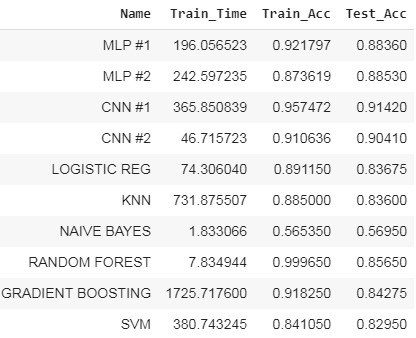 Name Train_Time Train_Acc Test_Acc
MLP #1 196.056523 0.921797 0.88360
MLP #2 242.597235 0.873619 0.88530
CNN #1 365.850839 0.957472 0.91420
CNN #2 46.715723 0.910636 0.90410
LOGISTIC REG 74.306040 0.891150 0.83675
KNN 731.875507 0.885000 0.83600
NAIVE BAYES 1.833066 0.565350 0.56950
RANDOM FOREST 7.834944 0.999650 0.85650
GRADIENT BOOSTING 1725.717600 0.918250 0.84275
SVM 380.743245 0.841050 0.82950